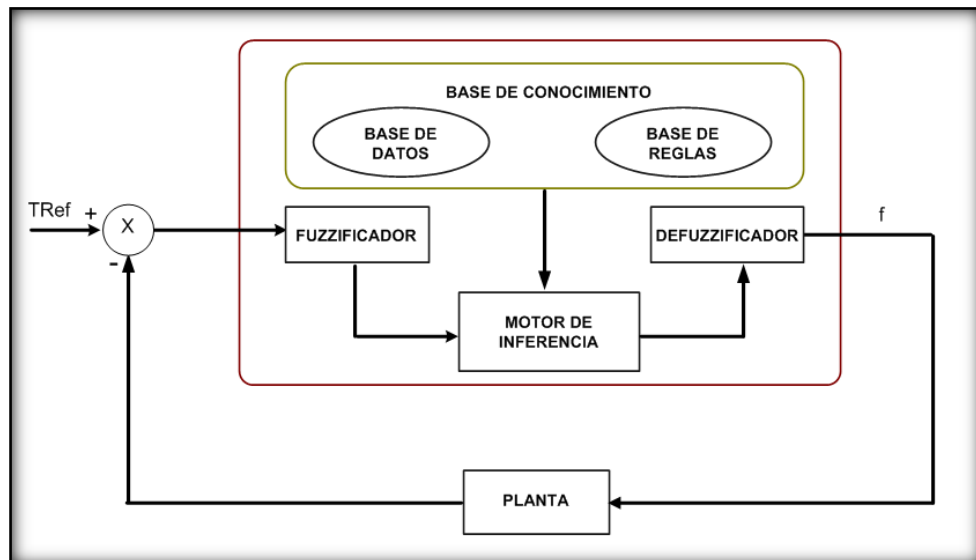 BASE DE CONOCIMIENTO
BASE DE
DATOS
BASE DE
REGLAS
TRef
+
X
-
FUZZIFICADOR
DEFUZZIFICADOR
f
MOTOR DE
INFERENCIA
PLANTA